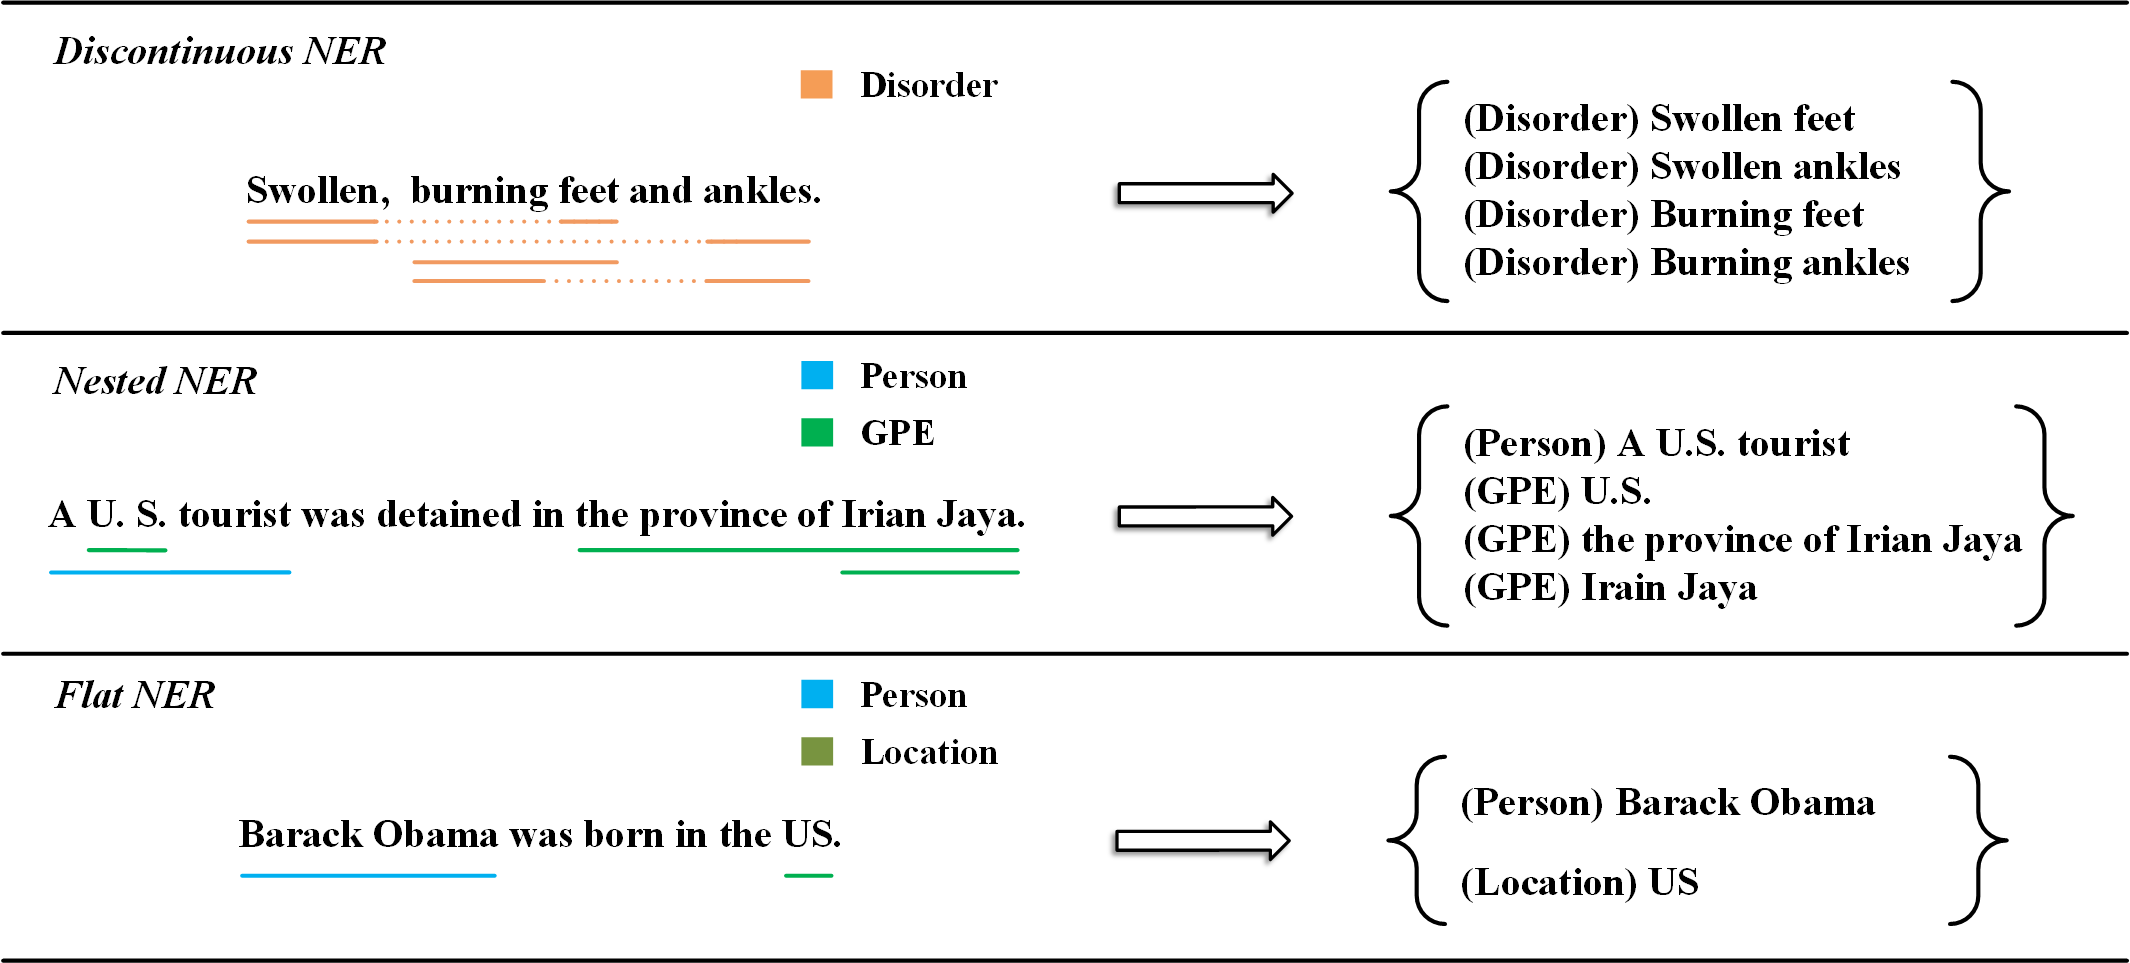 Discontinuous NER
Disorder
Swollen, burning feet and ankles.
(Disorder) Swollen feet
(Disorder) Swollen ankles
(Disorder) Burning feet
(Disorder) Burning ankles
Nested NER
Person
GPE
A U. S. tourist was detained in the province of Irian Jaya.
(Person) A U.S. tourist
(GPE) U.S.
(GPE) the province of Irian Jaya
(GPE) Irain Jaya
Flat NER
Person
Location
Barack Obama was born in the US.
(Person) Barack Obama
(Location) US